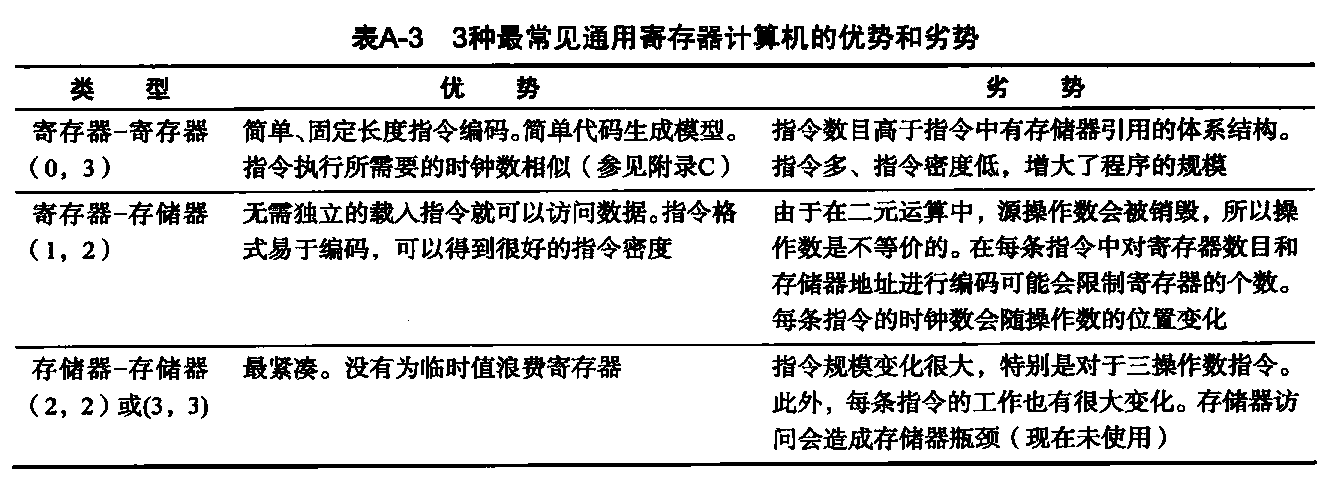 表A-3 3种最常见通用寄存器计算机的优势和劣势
类 型 优 势 劣 势
寄存器-寄存器 简单、固定长度指令编码。简单代码生成模型。 指令数目高于指令中有存储器引用的体系结构。
(0, 3) 指令执行所需要的时钟数相似(参见附录C) 指令多、指令密度低,增大了程序的规模
寄存器-存储器 无需独立的载入指令就可以访问数据。指令格 由于在二元运算中,源操作数会被销毁,所以操
(1, 2) 式易于编码,可以得到很好的指令密度 作数是不等价的。在每条指令中对寄存器数目和
存储器地址进行编码可能会限制寄存器的个数。
每条指令的时钟数会随操作数的位置变化
存储器-存储器 最紧凑。没有为临时值浪费寄存器 指令规模变化很大,特别是对于三操作数指令。
(2, 2)或(3, 3) 此外,每条指令的工作也有很大变化。存储器访
问会造成存储器瓶颈(现在未使用)